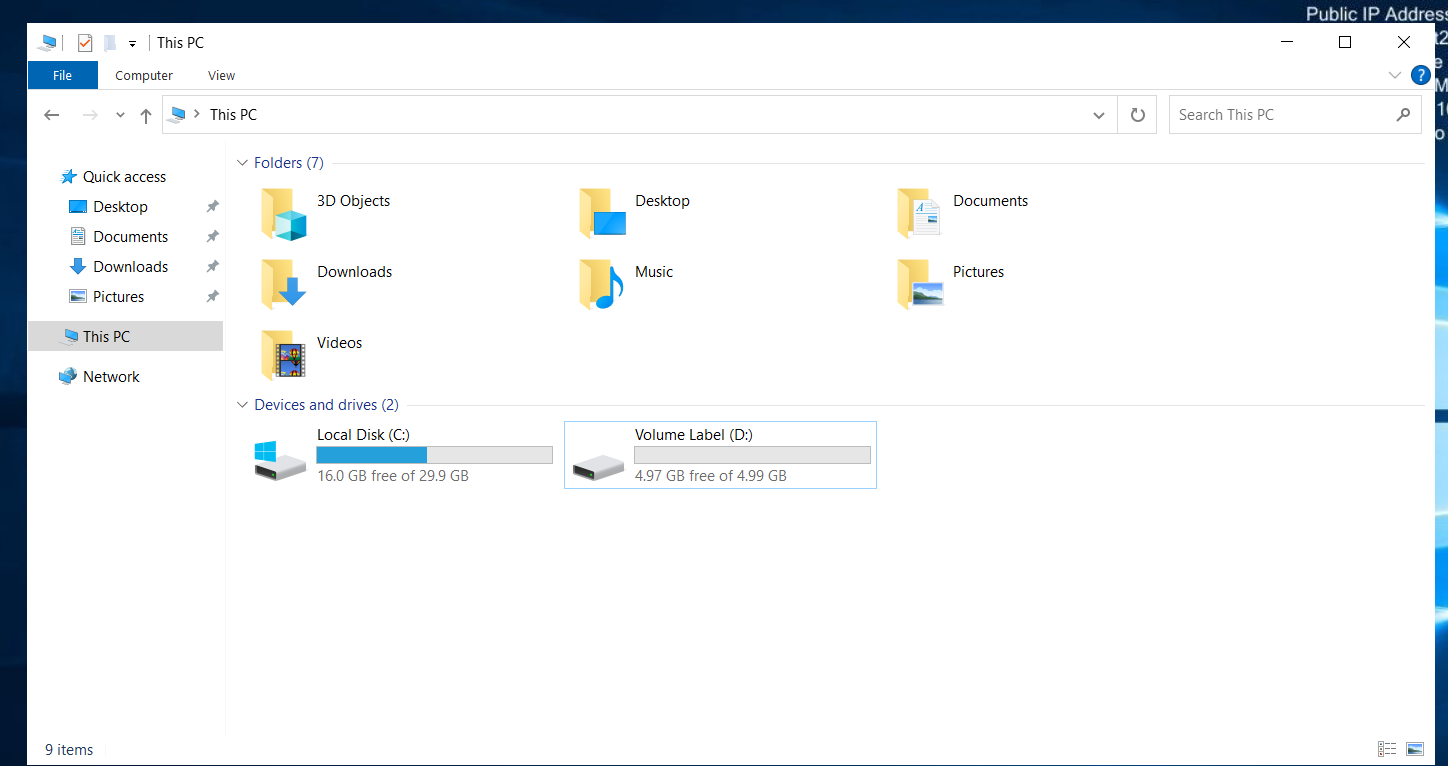 Public IP Address
This PC
File Computer View
?
This PC
Search This PC
Quick access
Desktop
Documents
Downloads
Pictures
This PC
Network
Folders (7)
3D Objects
Desktop
Documents
Downloads
Music
Pictures
Videos
Devices and drives (2)
Local Disk (C:)
16.0 GB free of 29.9 GB
Volume Label (D:)
4.97 GB free of 4.99 GB
9 items